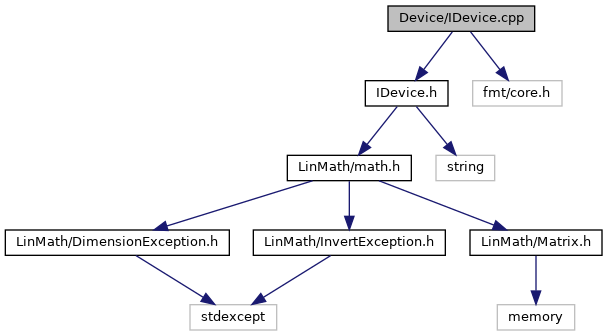 Device/IDevice.cpp
IDevice.h
fmt/core.h
LinMath/math.h
string
LinMath/DimensionException.h
LinMath/InvertException.h
LinMath/Matrix.h
stdexcept
memory